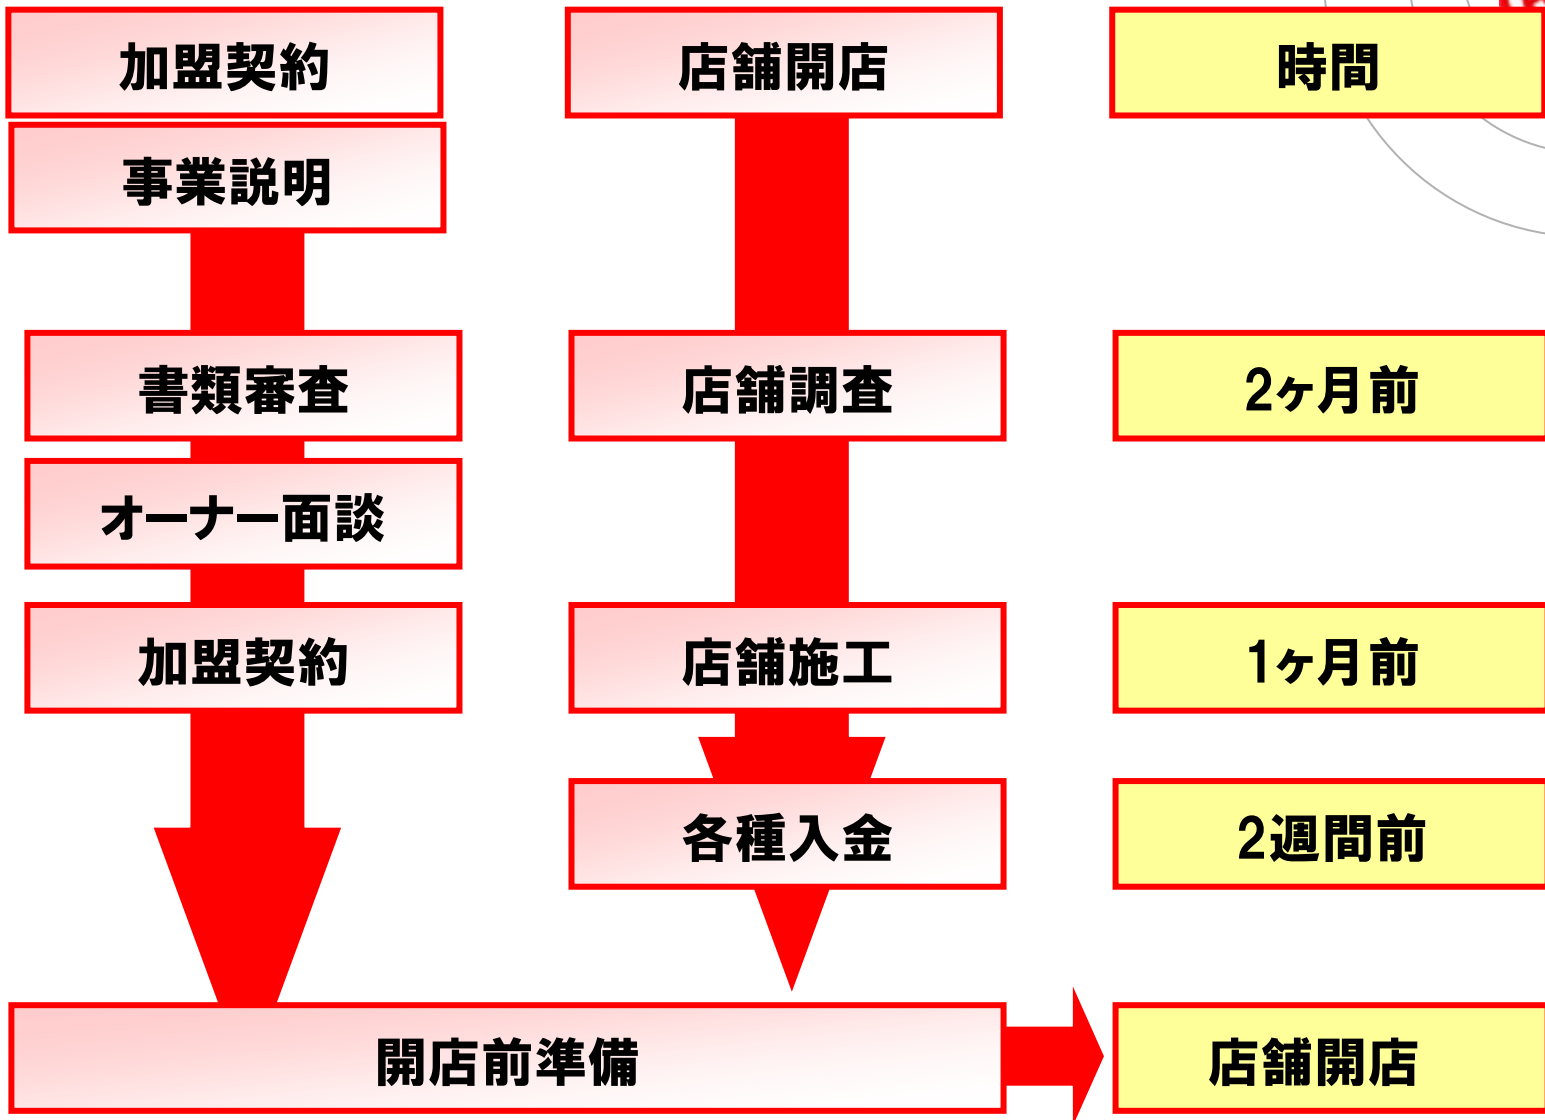 加盟契約
店舗開店
時間
事業説明
書類審査
店舗調査
2ヶ月前
オーナー面談
加盟契約
店舗施工
1ヶ月前
各種入金
2週間前
開店前準備
店舗開店